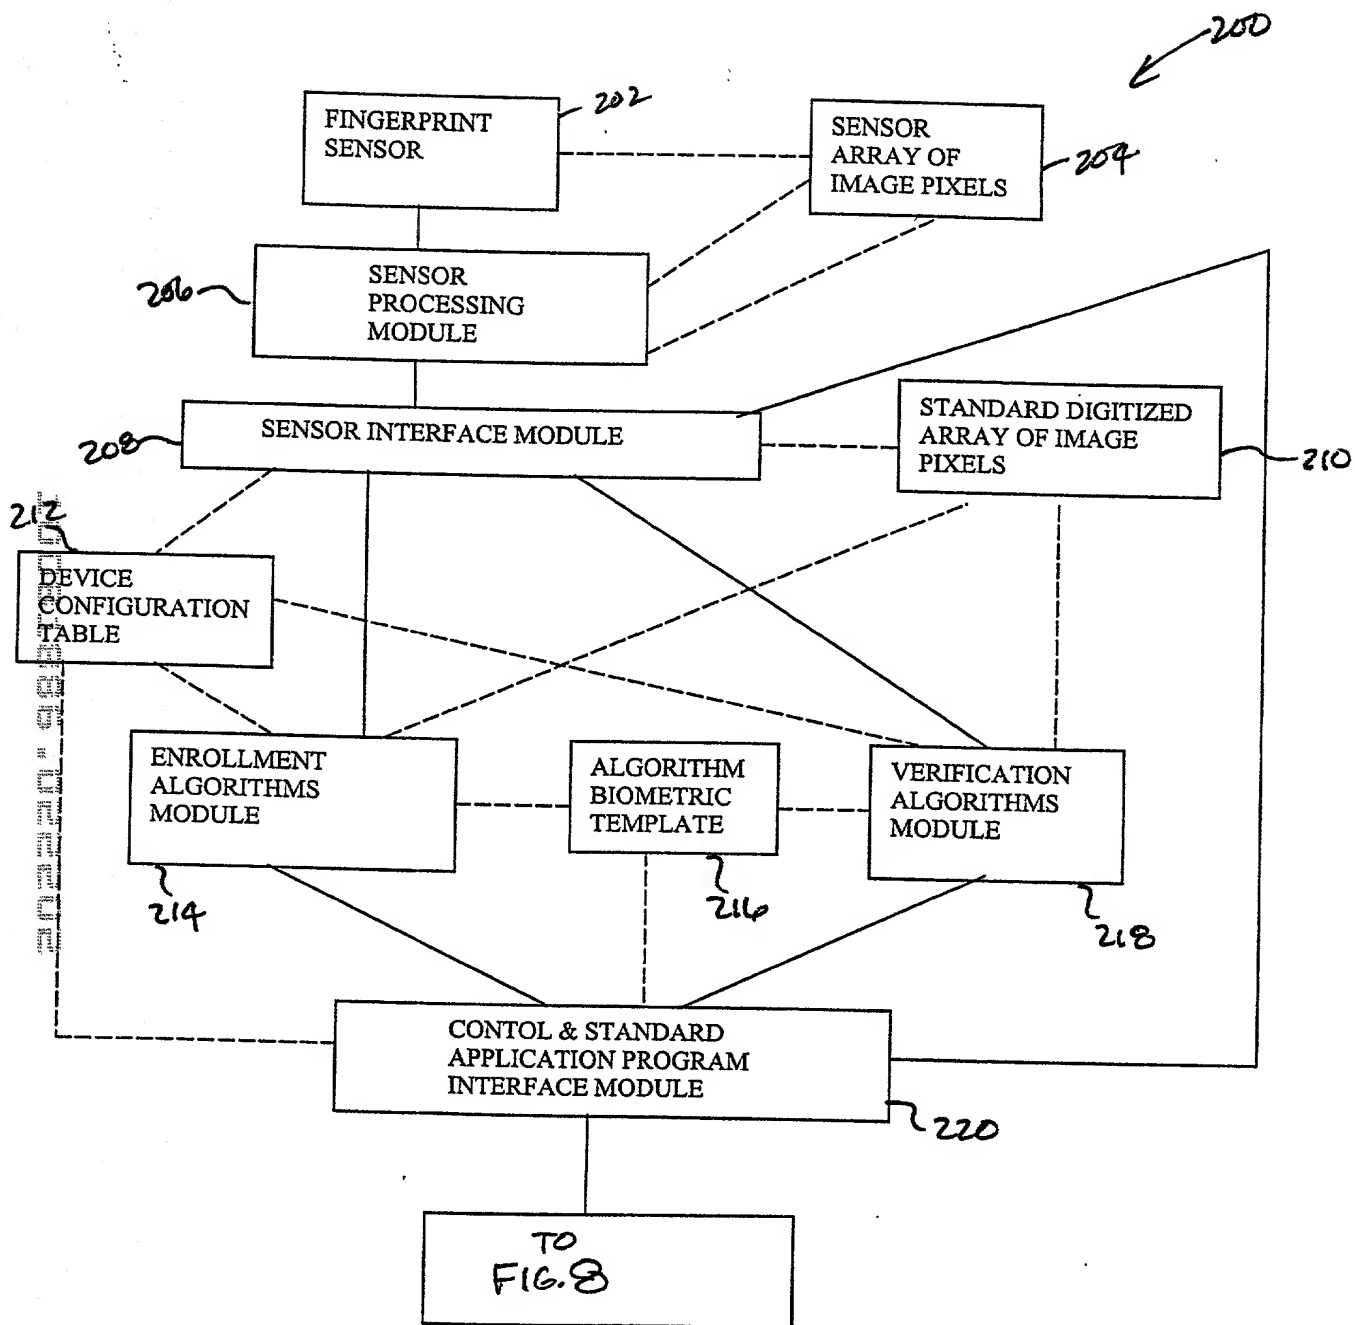 200
FINGERPRINT
SENSOR
202
SENSOR
ARRAY OF
IMAGE PIXELS
204
SENSOR
PROCESSING
MODULE
206
SENSOR INTERFACE MODULE
208
STANDARD DIGITIZED
ARRAY OF IMAGE
PIXELS
210
212
DEVICE
CONFIGURATION
TABLE
ENROLLMENT
ALGORITHMS
MODULE
214
ALGORITHM
BIOMETRIC
TEMPLATE
216
VERIFICATION
ALGORITHMS
MODULE
218
CONTOL & STANDARD
APPLICATION PROGRAM
INTERFACE MODULE
220
TO
FIG. 8